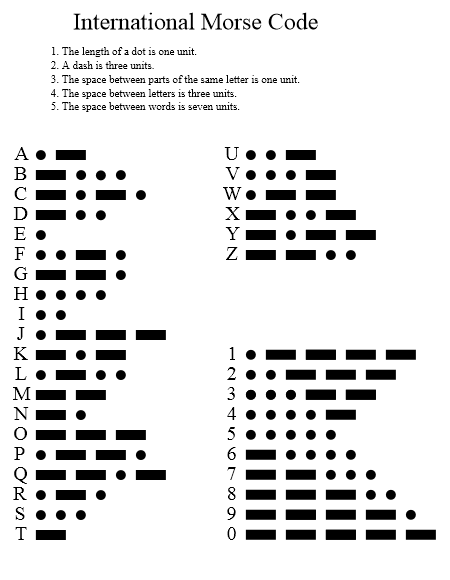 International Morse Code
1. The length of a dot is one unit.
2. A dash is three units.
3. The space between parts of the same letter is one unit.
4. The space between letters is three units.
5. The space between words is seven units.
A
B
C
D
E
F
G
H
I
J
K
L
M
N
O
P
Q
R
S
T
U
V
W
X
Y
Z
1
2
3
4
5
6
7
8
9
0